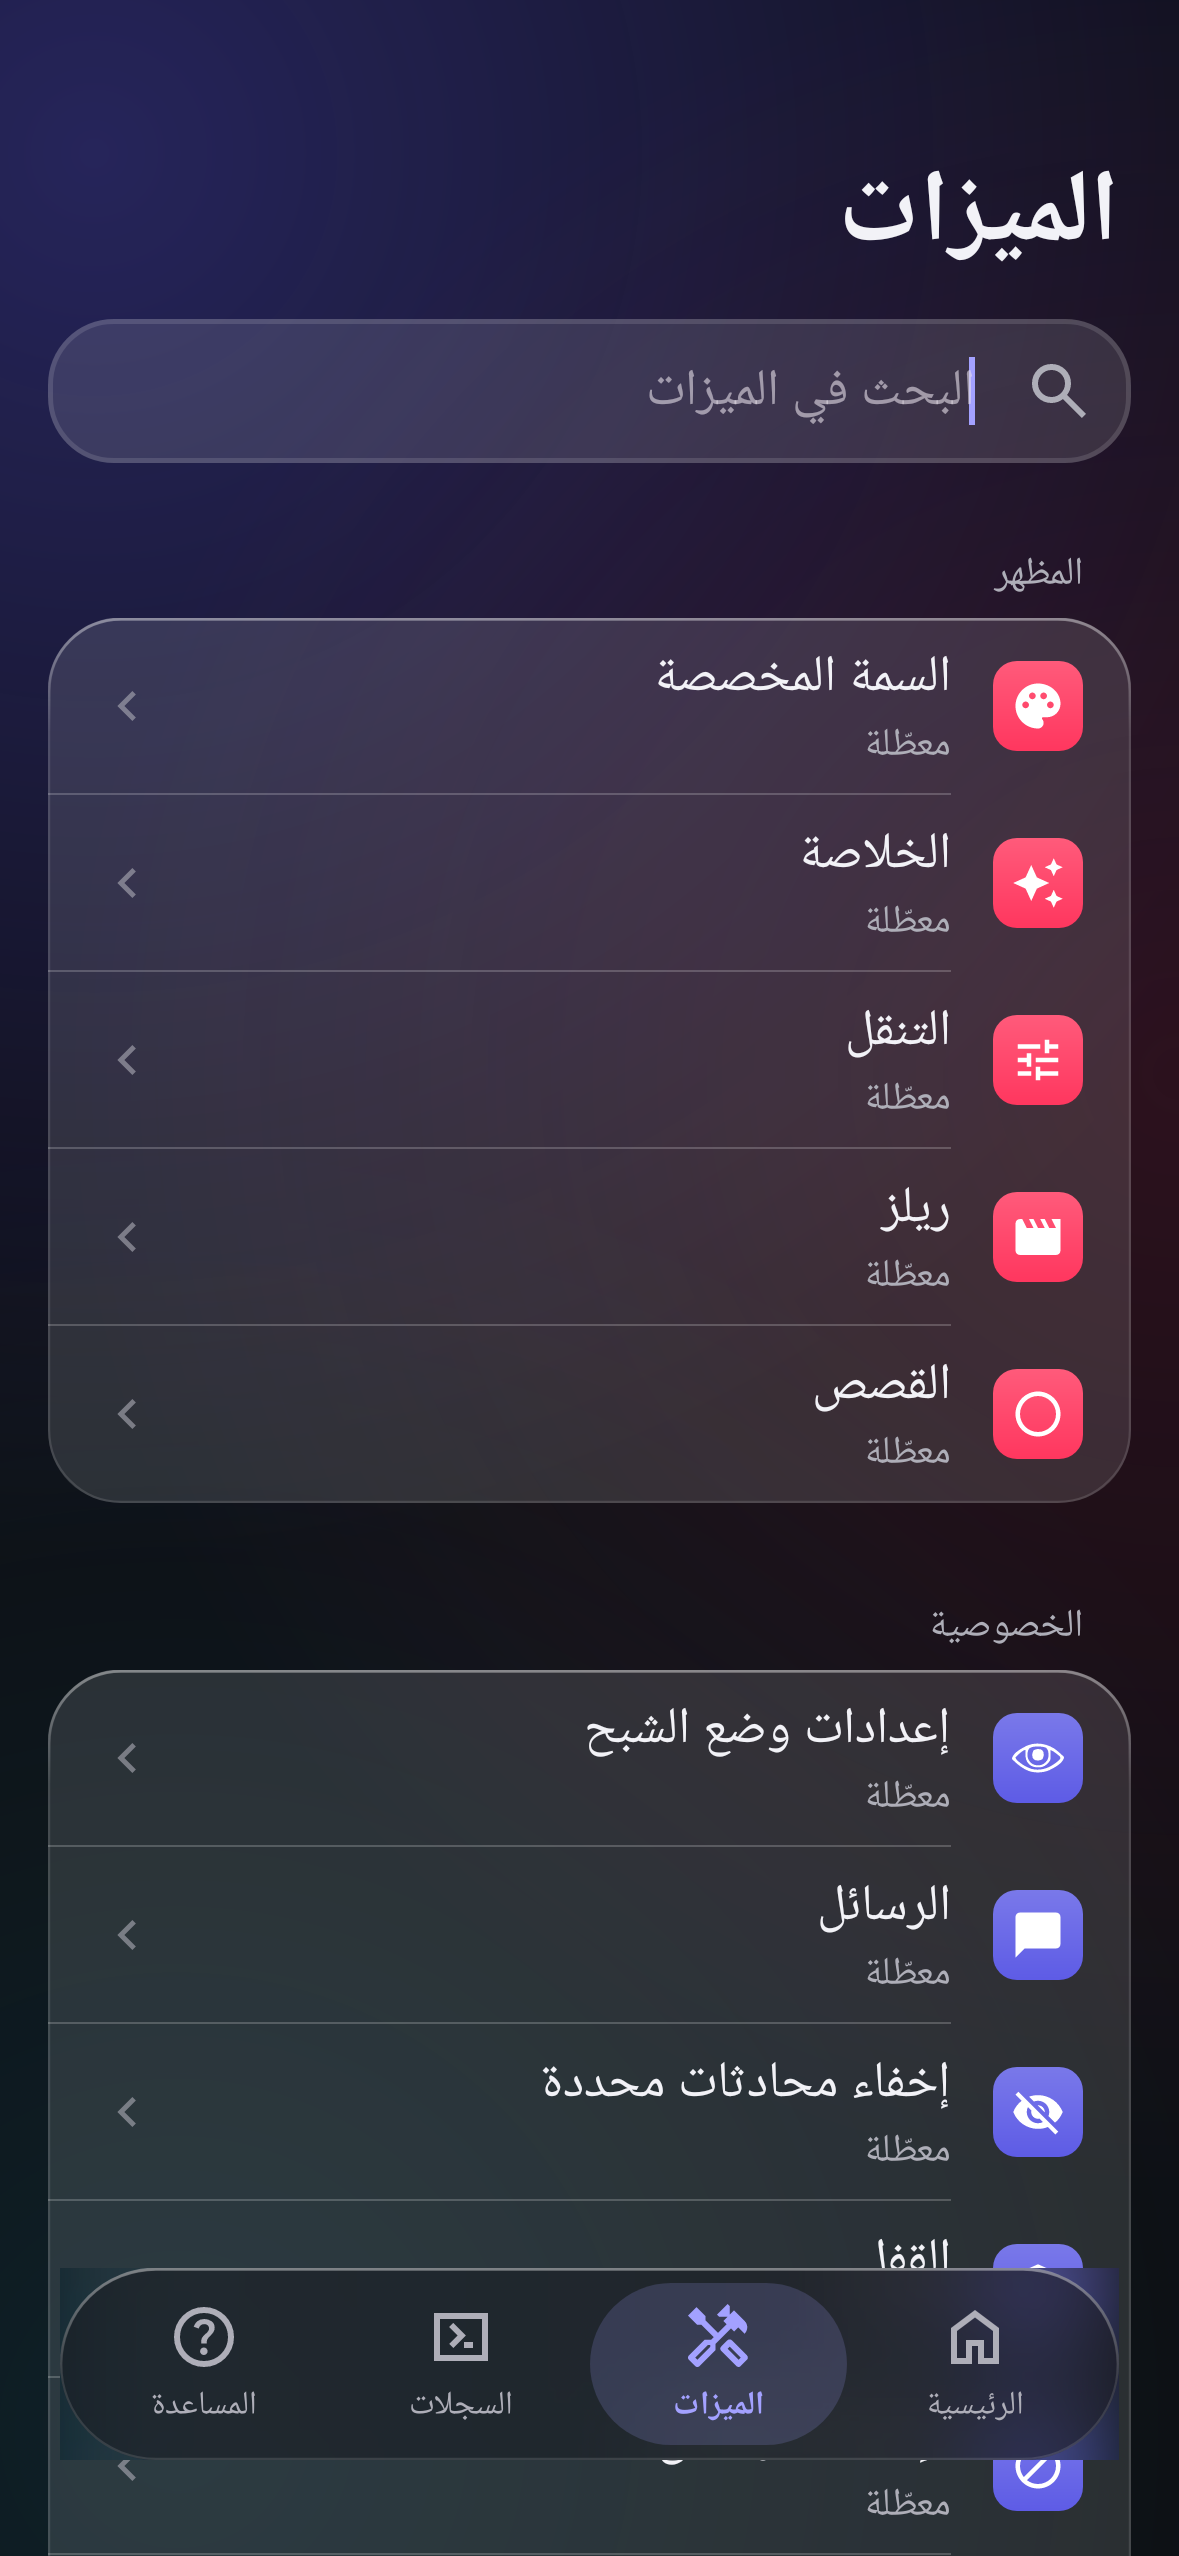 الميزات
البحث في الميزات
المظهر
السمة المخصصة
معطّلة
الخلاصة
معطّلة
التنقل
معطّلة
ريلز
معطّلة
القصص
معطّلة
الخصوصية
إعدادات وضع الشبح
معطّلة
الرسائل
معطّلة
إخفاء محادثات محددة
معطّلة
القفل
الرئيسية
الميزات
السجلات
المساعدة
معطّلة